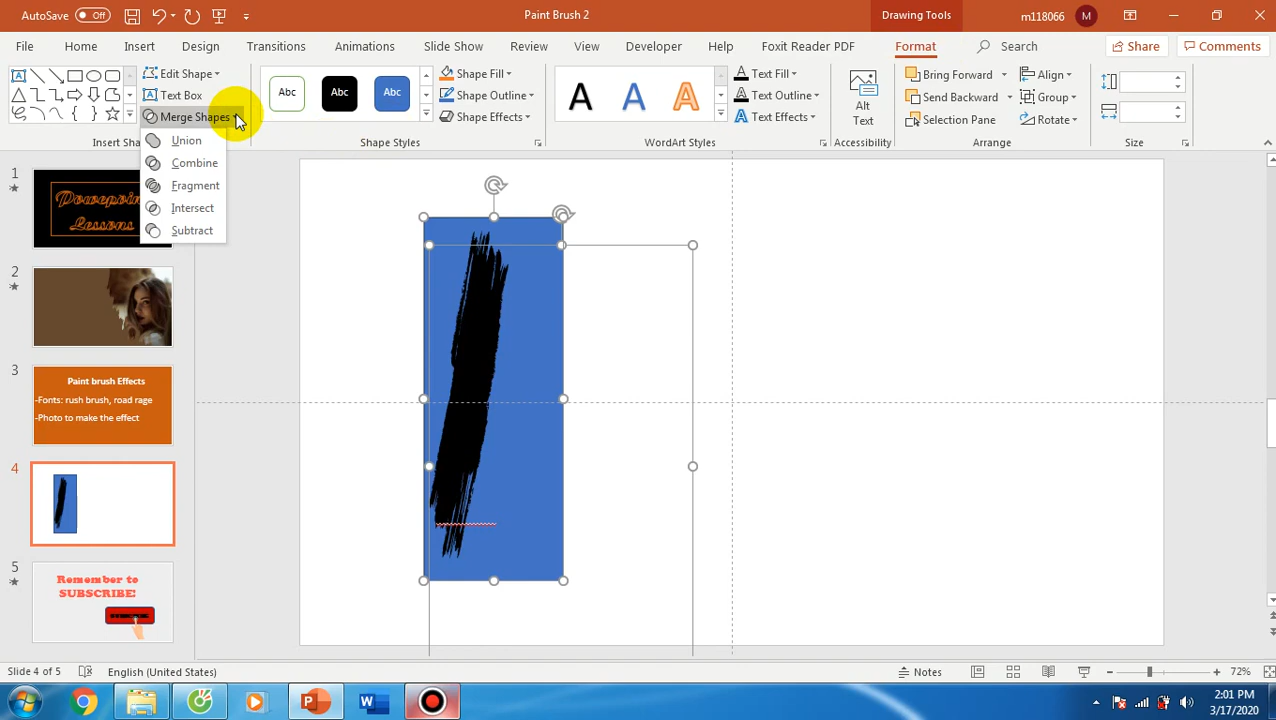 AutoSave Off
Paint Brush 2
Drawing Tools
m118066 M
File Home Insert Design Transitions Animations Slide Show Review View Developer Help Foxit Reader PDF Format Search Share Comments
Edit Shape
Text Box
Merge Shapes
Union
Combine
Fragment
Intersect
Subtract
Abc Abc Abc
Shape Fill
Shape Outline
Shape Effects
A A A
Text Fill
Text Outline
Text Effects
Alt
Text
Bring Forward
Send Backward
Selection Pane
Align
Group
Rotate
Insert Sha
Shape Styles
WordArt Styles
Accessibility
Arrange
Size
1
Powepoin
Lessons
2
3
Paint brush Effects
-Fonts: rush brush, road rage
-Photo to make the effect
4
5
Remember to
SUBSCRIBE!
Slide 4 of 5 English (United States) Notes 72%
2:01 PM
3/17/2020